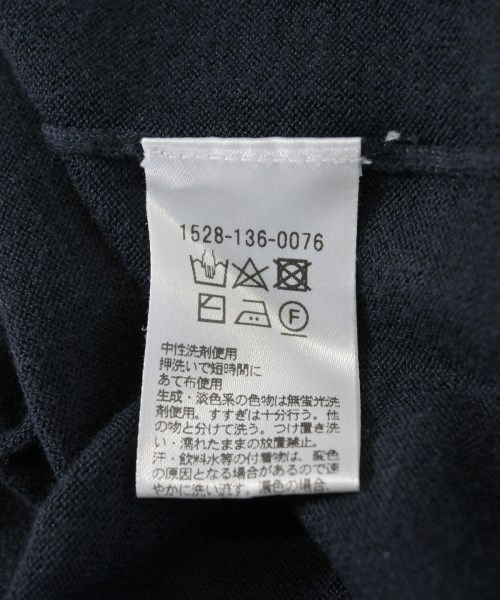 1528-136-0076
F
中性洗剤使用
押洗いで短時間に
あて布使用
生成・淡色系の色物は無蛍光洗
剤使用。すすぎは十分行う。他
の物と分けて洗う。つけ置き洗
い・濡れたままの放置禁止。
汗・飲料水等の付着物は、変色
の原因となる場合があるので速
やかに洗い流す。濃色の場合、